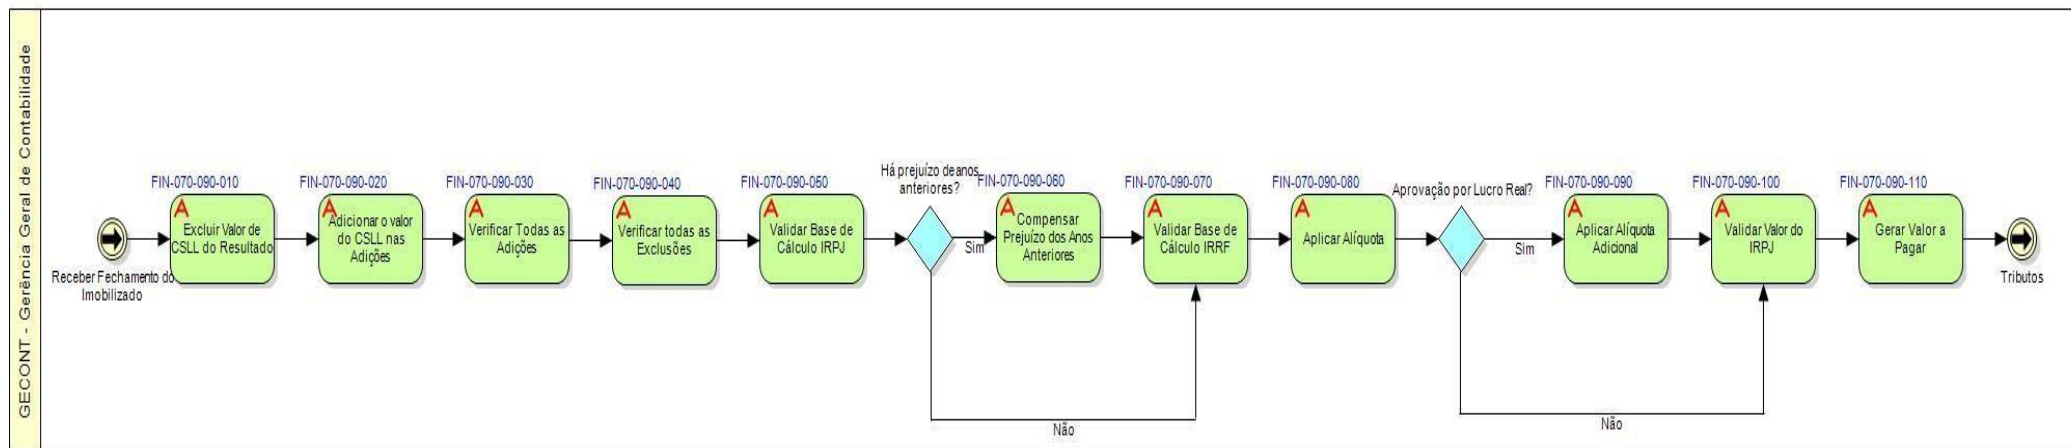 GECONT - Gerência Geral de Contabilidade
Receber Fechamento do
Imobilizado
FIN-070-090-010
A
Excluir Valor de
CSLL do Resultado
FIN-070-090-020
A
Adicionar o valor
do CSLL nas
Adições
FIN-070-090-030
A
Verificar Todas as
Adições
FIN-070-090-040
A
Verificar todas as
Exclusões
FIN-070-090-050
A
Validar Base de
Cálculo IRPJ
Há prejuízo de anos
anteriores?
Sim
Não
FIN-070-090-060
A
Compensar
Prejuízo dos Anos
Anteriores
FIN-070-090-070
A
Validar Base de
Cálculo IRRF
FIN-070-090-080
A
Aplicar Alíquota
Aprovação por Lucro Real?
Sim
Não
FIN-070-090-090
A
Aplicar Alíquota
Adicional
FIN-070-090-100
A
Validar Valor do
IRPJ
FIN-070-090-110
A
Gerar Valor a
Pagar
Tributos